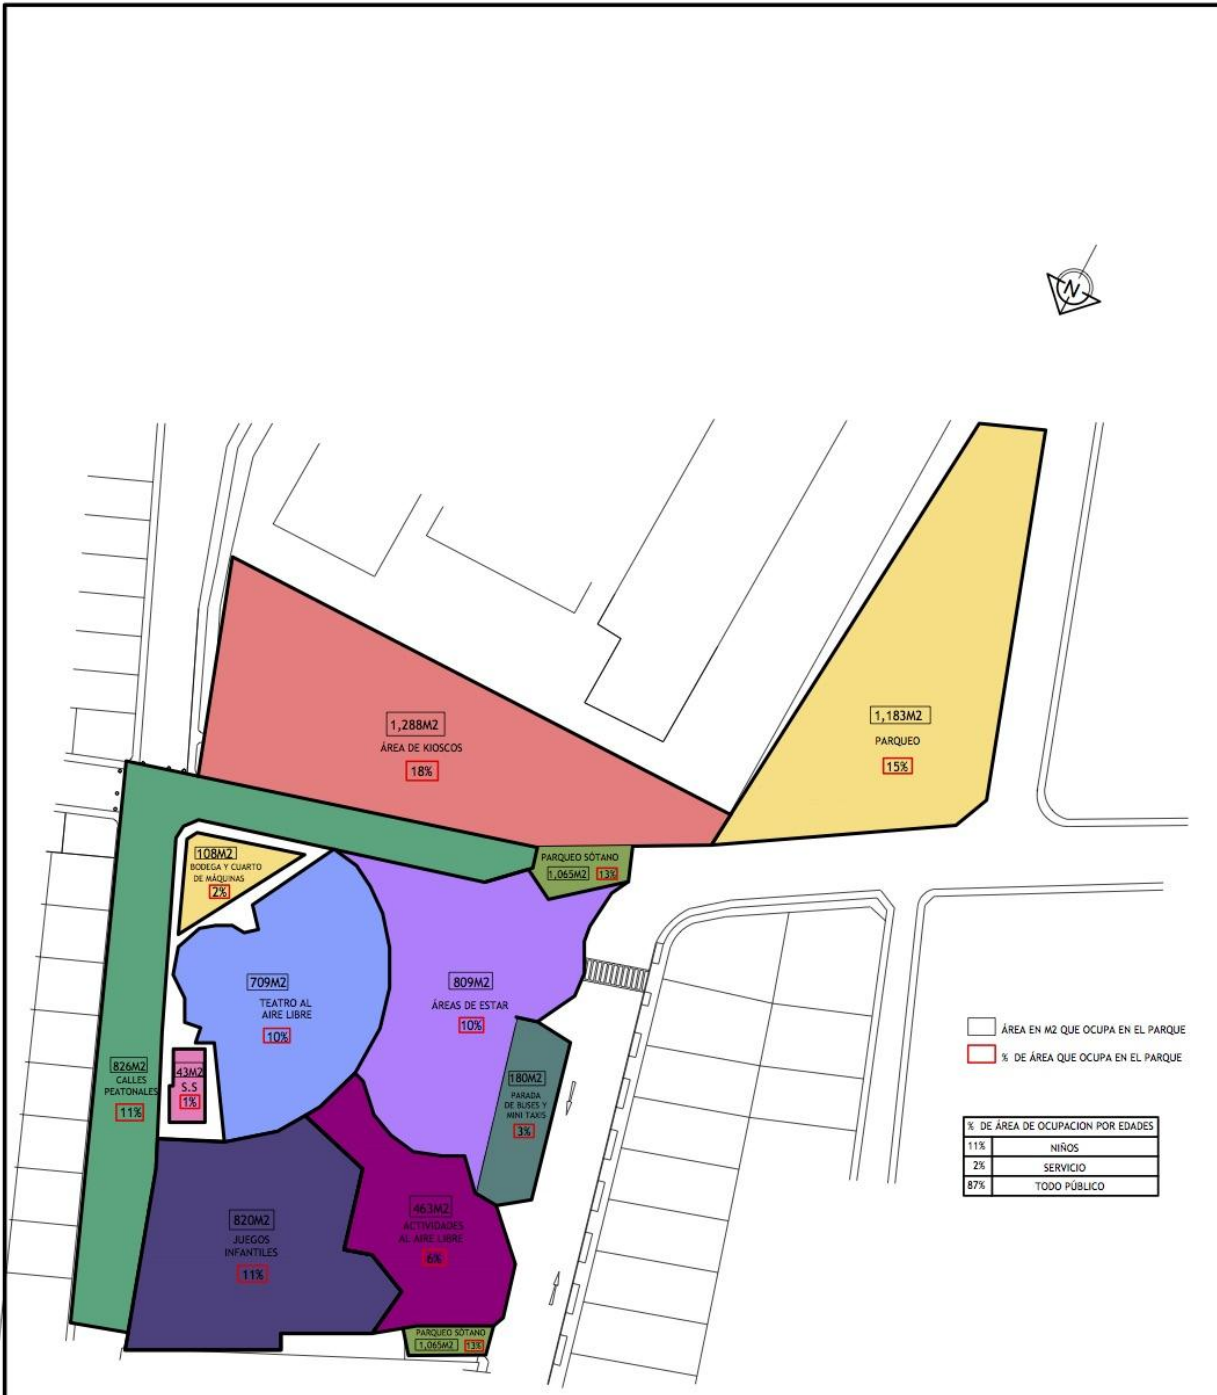 N
1,288M2
ÁREA DE KIOSCOS
18%
1,183M2
PARQUEO
15%
108M2
BODEGA Y CUARTO
DE MÁQUINAS
2%
PARQUEO SÓTANO
1,065M2 13%
709M2
TEATRO AL
AIRE LIBRE
10%
809M2
ÁREAS DE ESTAR
10%
826M2
CALLES
PEATONALES
11%
43M2
S.S
1%
180M2
PARADA
DE BUSES Y
MINI TAXIS
3%
820M2
JUEGOS
INFANTILES
11%
463M2
ACTIVIDADES
AL AIRE LIBRE
6%
PARQUEO SÓTANO
1,065M2 13%
ÁREA EN M2 QUE OCUPA EN EL PARQUE
% DE ÁREA QUE OCUPA EN EL PARQUE
% DE ÁREA DE OCUPACION POR EDADES
11% NIÑOS
2% SERVICIO
87% TODO PÚBLICO